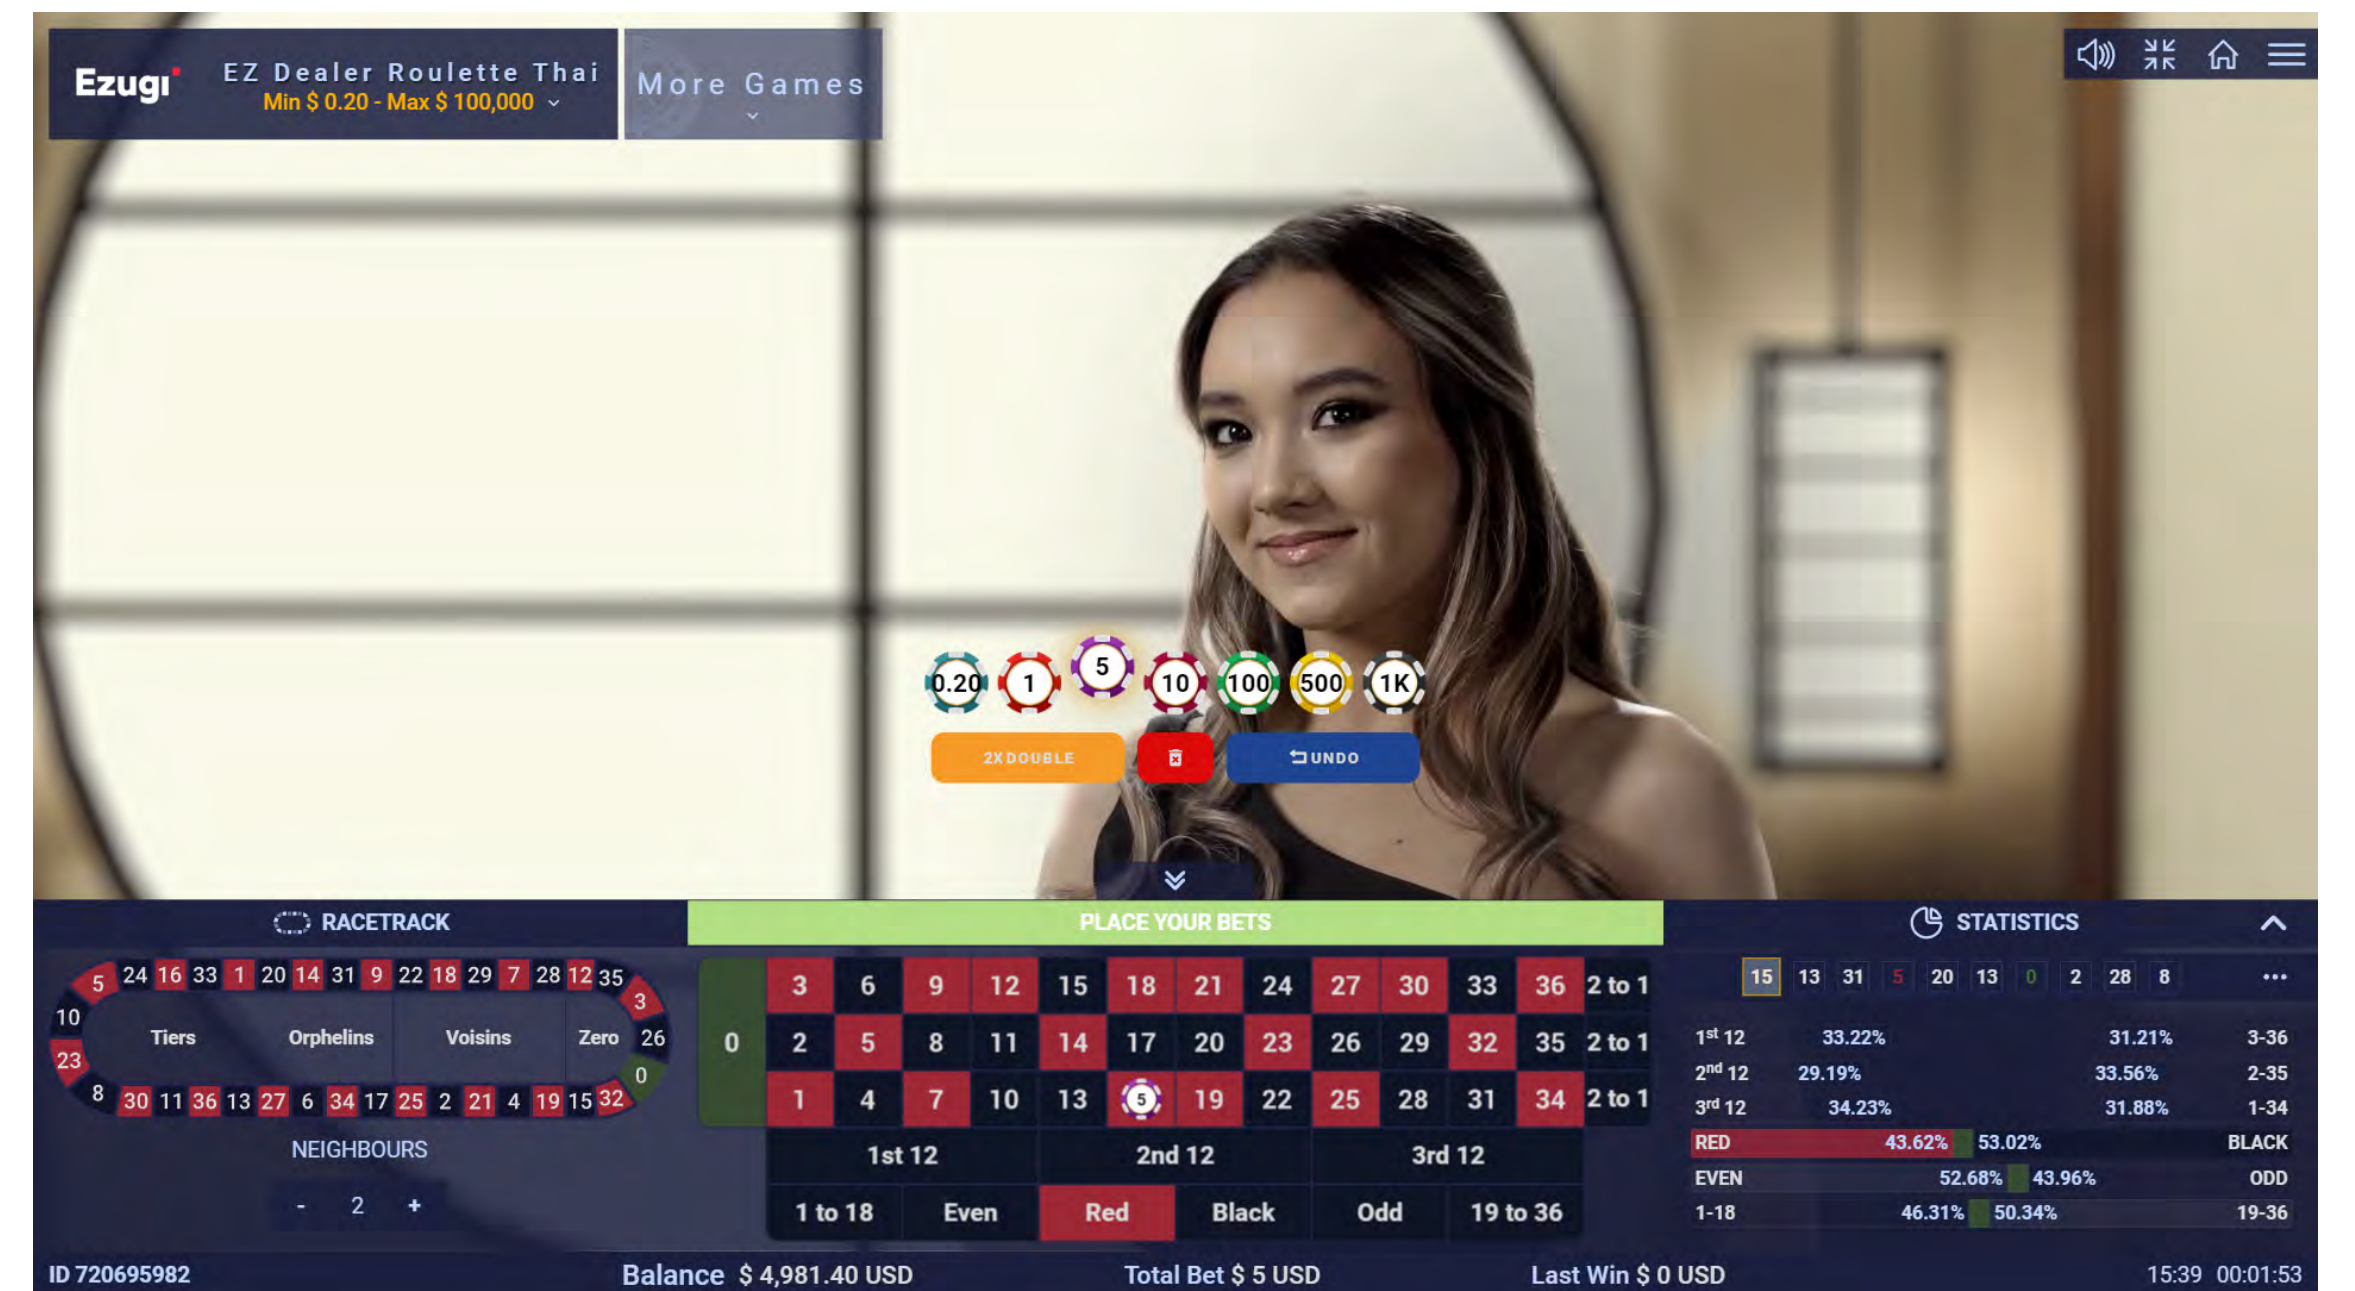 Ezugi
EZ Dealer Roulette Thai
Min $ 0.20 - Max $ 100,000
More Games
0.20 1 5 10 100 500 1K
2X DOUBLE
UNDO
RACETRACK
5 24 16 33 1 20 14 31 9 22 18 29 7 28 12 35 3
10 Tiers Orphelins Voisins Zero 26
23 0
8 30 11 36 13 27 6 34 17 25 2 21 4 19 15 32
NEIGHBOURS
- 2 +
PLACE YOUR BETS
3 6 9 12 15 18 21 24 27 30 33 36 2 to 1
0 2 5 8 11 14 17 20 23 26 29 32 35 2 to 1
1 4 7 10 13 5 19 22 25 28 31 34 2 to 1
1st 12 2nd 12 3rd 12
1 to 18 Even Red Black Odd 19 to 36
STATISTICS
15 13 31 5 20 13 0 2 28 8 ...
1st 12 33.22% 31.21% 3-36
2nd 12 29.19% 33.56% 2-35
3rd 12 34.23% 31.88% 1-34
RED 43.62% 53.02% BLACK
EVEN 52.68% 43.96% ODD
1-18 46.31% 50.34% 19-36
ID 720695982 Balance $ 4,981.40 USD Total Bet $ 5 USD Last Win $ 0 USD 15:39 00:01:53